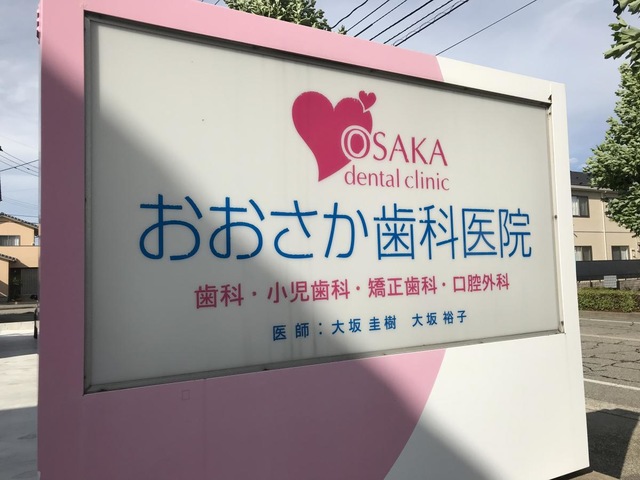 OSAKA
dental clinic
おおさか歯科医院
歯科・小児歯科・矯正歯科・口腔外科
医師：大坂 圭樹　大坂 裕子